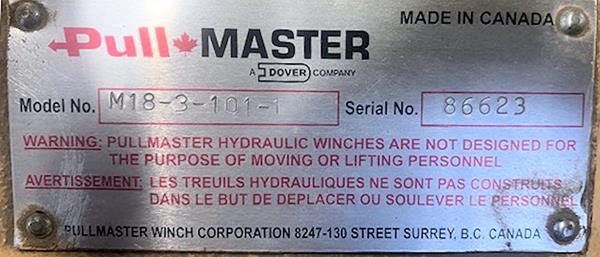 MADE IN CANADA
Pull MASTER
A DOVER COMPANY
Model No. M18-3-101-1 Serial No. 86623
WARNING: PULLMASTER HYDRAULIC WINCHES ARE NOT DESIGNED FOR
THE PURPOSE OF MOVING OR LIFTING PERSONNEL
AVERTISSEMENT: LES TREUILS HYDRAULIQUES NE SONT PAS CONSTRUITS
DANS LE BUT DE DEPLACER OU SOULEVER LE PERSONNEL
PULLMASTER WINCH CORPORATION 8247-130 STREET SURREY, B.C. CANADA